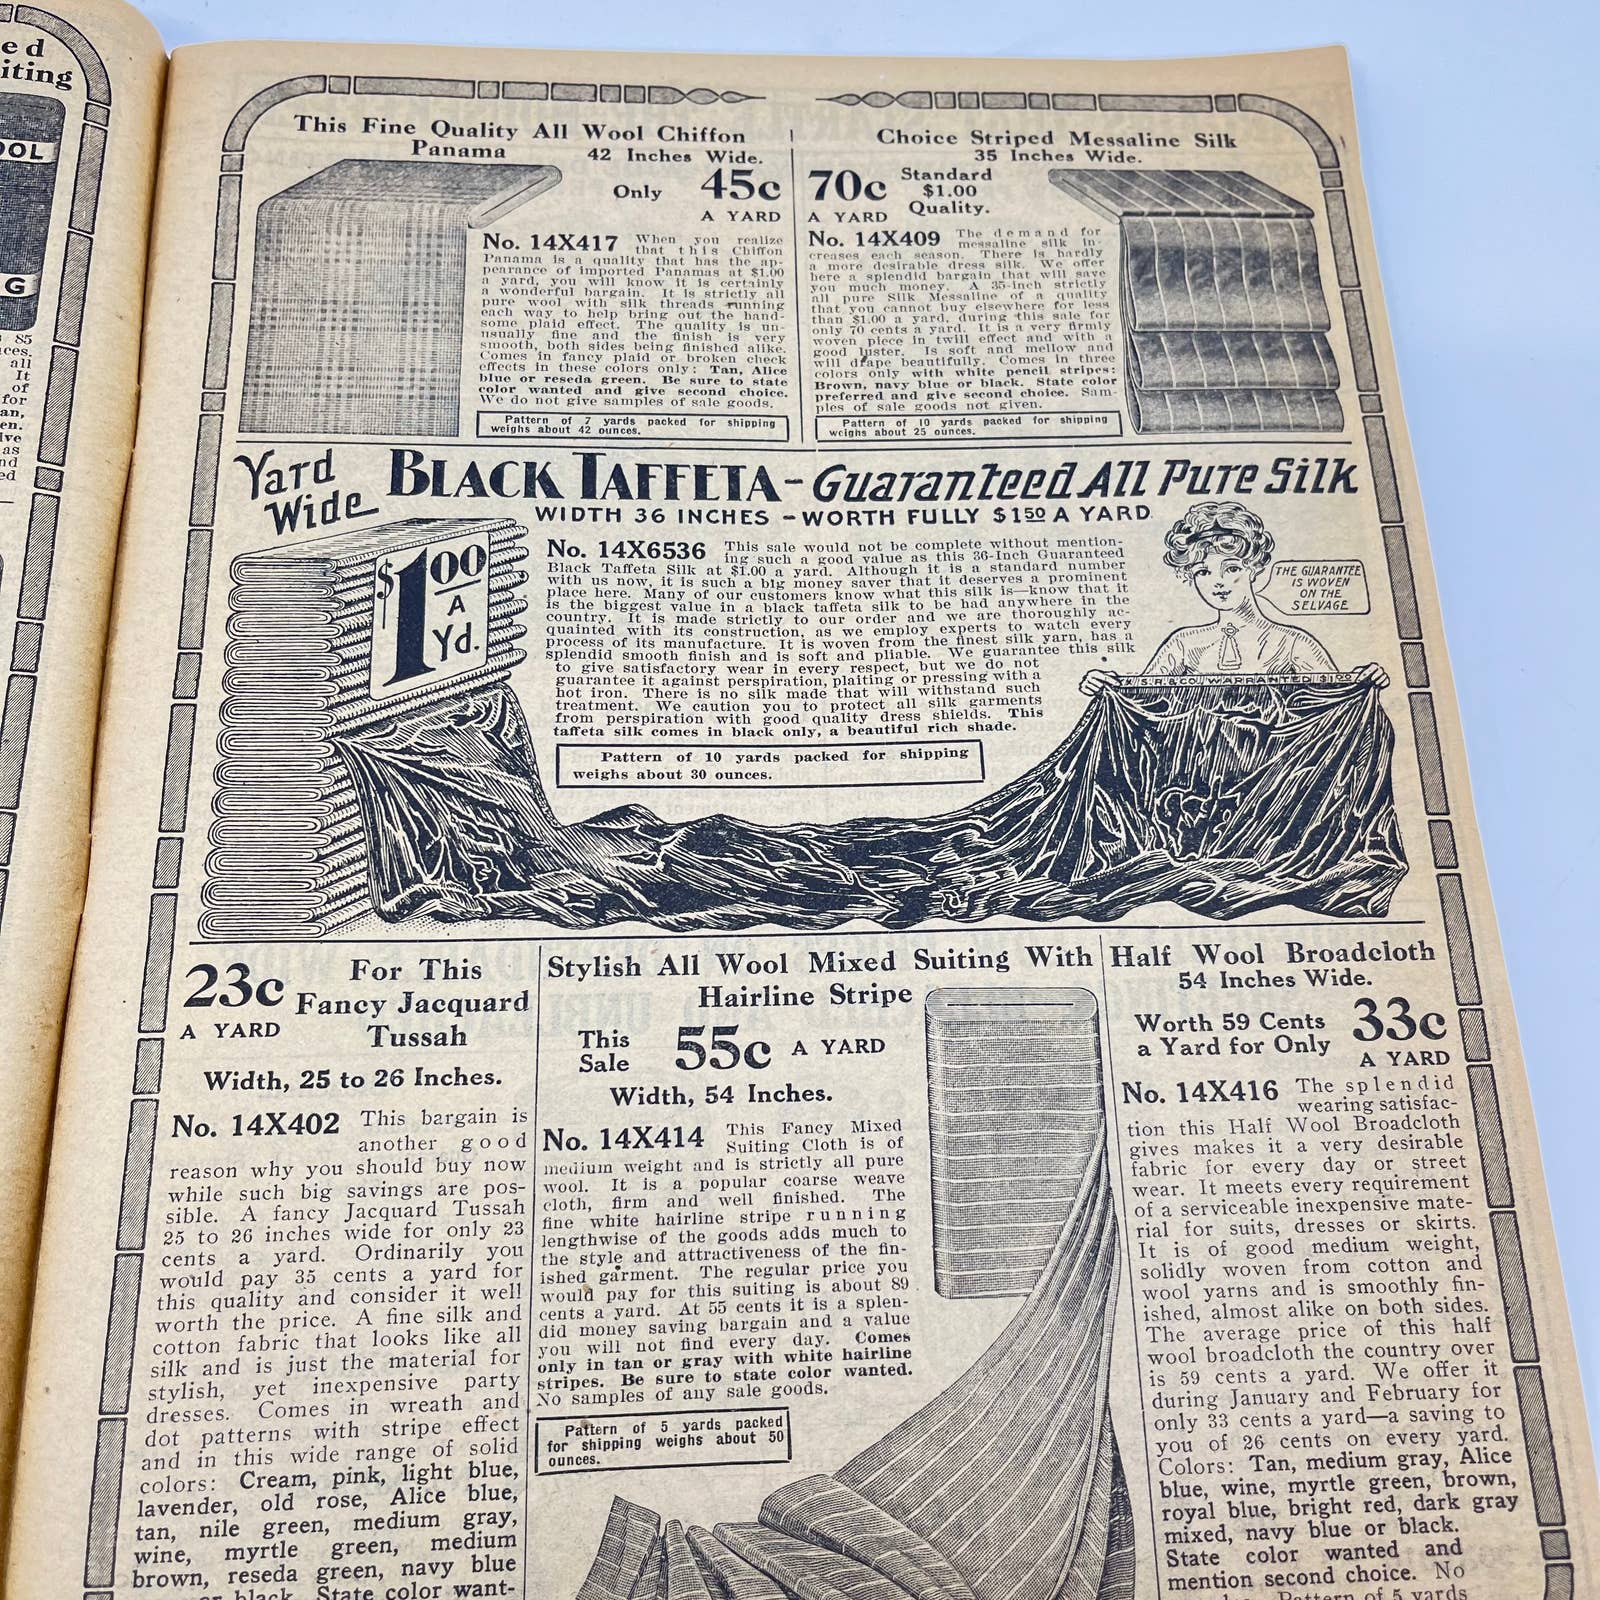 ed
iting
OOL
G
85
ces.
all
It
of
for
an,
en.
lve
as
nd
ed
This Fine Quality All Wool Chiffon
Panama 42 Inches Wide.
Only 45c
A YARD
No. 14X417 When you realize
that this Chiffon
Panama is a quality that has the ap-
pearance of imported Panamas at $1.00
a yard, you will know it is certainly
a wonderful bargain. It is strictly all
pure wool with silk threads running
each way to help bring out the hand-
some plaid effect. The quality is un-
usually fine and the finish is very
smooth, both sides being finished alike.
Comes in fancy plaid or broken check
effects in these colors only: Tan, Alice
blue or reseda green. Be sure to state
color wanted and give second choice.
We do not give samples of sale goods.
Pattern of 7 yards packed for shipping
weighs about 42 ounces.
Choice Striped Messaline Silk
35 Inches Wide.
70c Standard
$1.00
A YARD Quality.
No. 14X409 The demand for
messaline silk in-
creases each season. There is hardly
a more desirable dress silk. We offer
here a splendid bargain that will save
you much money. A 35-inch strictly
all pure Silk Messaline of a quality
that you cannot buy elsewhere for less
than $1.00 a yard, during this sale for
only 70 cents a yard. It is a very firmly
woven piece in twill effect and with a
good luster. Is soft and mellow and
will drape beautifully. Comes in three
colors only with white pencil stripes:
Brown, navy blue or black. State color
preferred and give second choice. Sam-
ples of sale goods not given.
Pattern of 10 yards packed for shipping
weighs about 25 ounces.
Yard Wide BLACK TAFFETA - Guaranteed All Pure Silk
WIDTH 36 INCHES - WORTH FULLY $1.50 A YARD
$1.00
A
Yd.
No. 14X6536 This sale would not be complete without mention-
ing such a good value as this 36-Inch Guaranteed
Black Taffeta Silk at $1.00 a yard. Although it is a standard number
with us now, it is such a big money saver that it deserves a prominent
place here. Many of our customers know what this silk is—know that it
is the biggest value in a black taffeta silk to be had anywhere in the
country. It is made strictly to our order and we are thoroughly ac-
quainted with its construction, as we employ experts to watch every
process of its manufacture. It is woven from the finest silk yarn, has a
splendid smooth finish and is soft and pliable. We guarantee this silk
to give satisfactory wear in every respect, but we do not
guarantee it against perspiration, plaiting or pressing with a
hot iron. There is no silk made that will withstand such
treatment. We caution you to protect all silk garments
from perspiration with good quality dress shields. This
taffeta silk comes in black only, a beautiful rich shade.
Pattern of 10 yards packed for shipping
weighs about 30 ounces.
THE GUARANTEE
IS WOVEN
ON THE
SELVAGE.
S.R.& CO. WARRANTED $1.00
23c For This
A YARD Fancy Jacquard
Tussah
Width, 25 to 26 Inches.
No. 14X402 This bargain is
another good
reason why you should buy now
while such big savings are pos-
sible. A fancy Jacquard Tussah
25 to 26 inches wide for only 23
cents a yard. Ordinarily you
would pay 35 cents a yard for
this quality and consider it well
worth the price. A fine silk and
cotton fabric that looks like all
silk and is just the material for
stylish, yet inexpensive party
dresses. Comes in wreath and
dot patterns with stripe effect
and in this wide range of solid
colors: Cream, pink, light blue,
lavender, old rose, Alice blue,
tan, nile green, medium gray,
wine, myrtle green, medium
brown, reseda green, navy blue
or black. State color want-
Stylish All Wool Mixed Suiting With
Hairline Stripe
This
Sale 55c A YARD
Width, 54 Inches.
No. 14X414 This Fancy Mixed
Suiting Cloth is of
medium weight and is strictly all pure
wool. It is a popular coarse weave
cloth, firm and well finished. The
fine white hairline stripe running
lengthwise of the goods adds much to
the style and attractiveness of the fin-
ished garment. The regular price you
would pay for this suiting is about 89
cents a yard. At 55 cents it is a splen-
did money saving bargain and a value
you will not find every day. Comes
only in tan or gray with white hairline
stripes. Be sure to state color wanted.
No samples of any sale goods.
Pattern of 5 yards packed
for shipping weighs about 50
ounces.
Half Wool Broadcloth
54 Inches Wide.
Worth 59 Cents
a Yard for Only 33c
A YARD
No. 14X416 The splendid
wearing satisfac-
tion this Half Wool Broadcloth
gives makes it a very desirable
fabric for every day or street
wear. It meets every requirement
of a serviceable inexpensive mate-
rial for suits, dresses or skirts.
It is of good medium weight,
solidly woven from cotton and
wool yarns and is smoothly fin-
ished, almost alike on both sides.
The average price of this half
wool broadcloth the country over
is 59 cents a yard. We offer it
during January and February for
only 33 cents a yard—a saving to
you of 26 cents on every yard.
Colors: Tan, medium gray, Alice
blue, wine, myrtle green, brown,
royal blue, bright red, dark gray
mixed, navy blue or black.
State color wanted and
mention second choice. No
Pattern of 5 yards